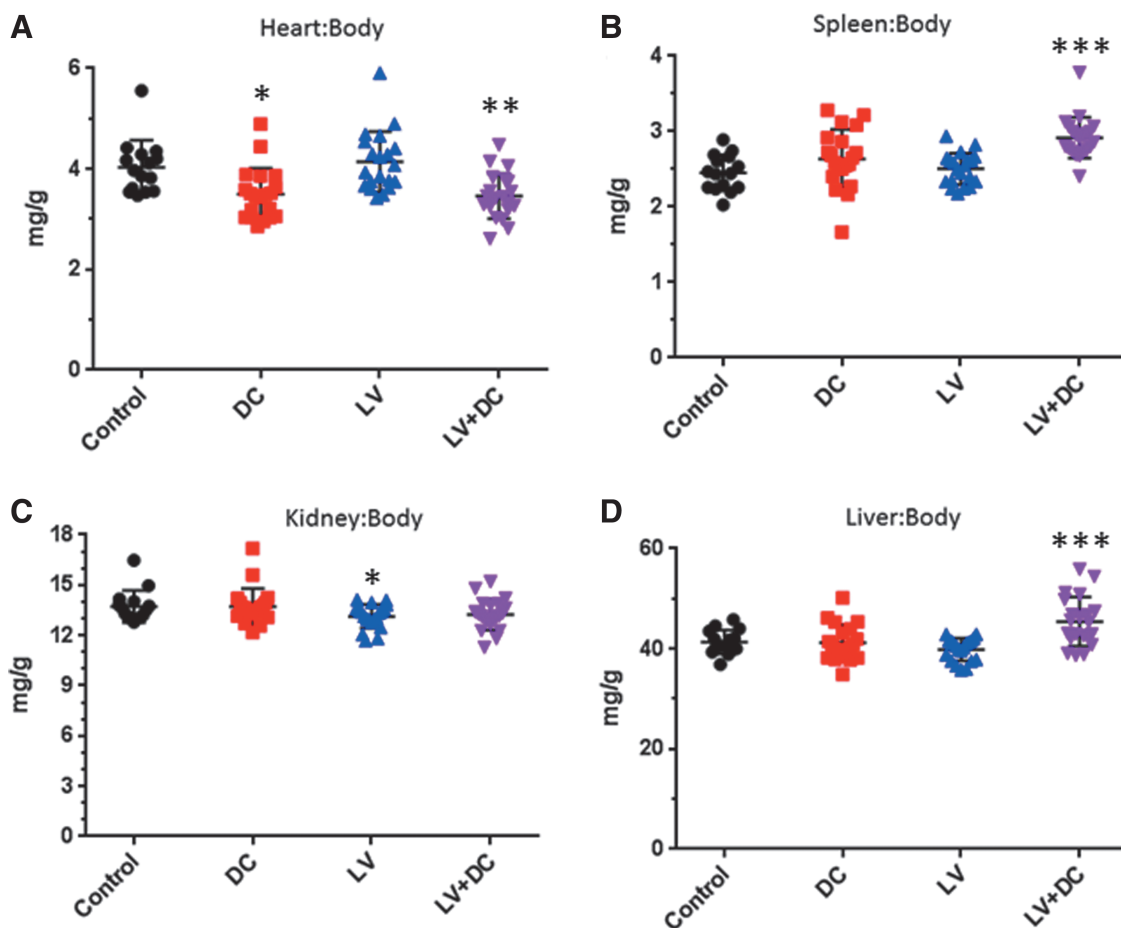 A
Heart:Body
6
4
2
0
mg/g
*
**
Control
DC
LV
LV+DC
B
Spleen:Body
4
3
2
1
0
mg/g
***
Control
DC
LV
LV+DC
C
Kidney:Body
18
15
12
9
6
3
0
mg/g
*
Control
DC
LV
LV+DC
D
Liver:Body
60
40
20
0
mg/g
***
Control
DC
LV
LV+DC